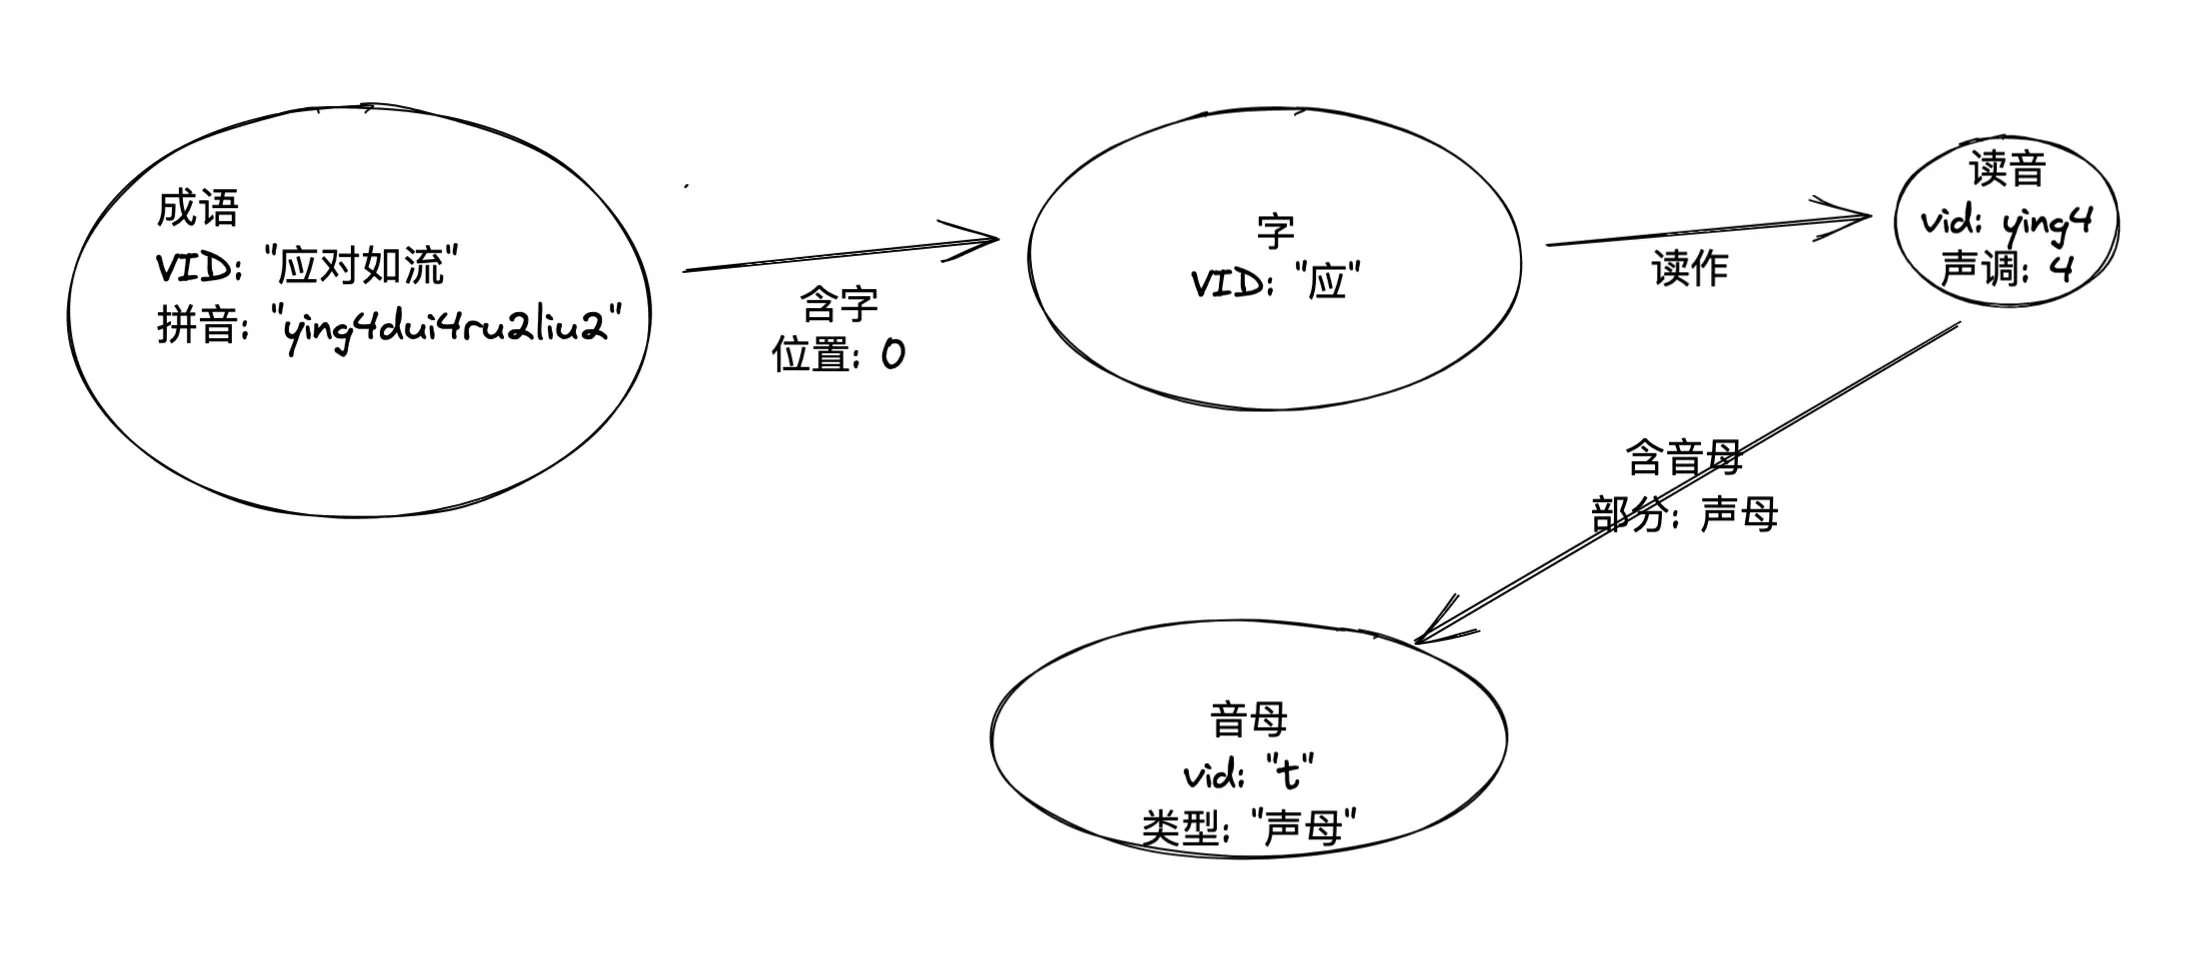 成语
VID: "应对如流"
拼音: "ying4dui4ru2liu2"
含字
位置: 0
字
VID: "应"
读作
读音
vid: ying4
声调: 4
含音母
部分: 声母
音母
vid: "t"
类型: "声母"